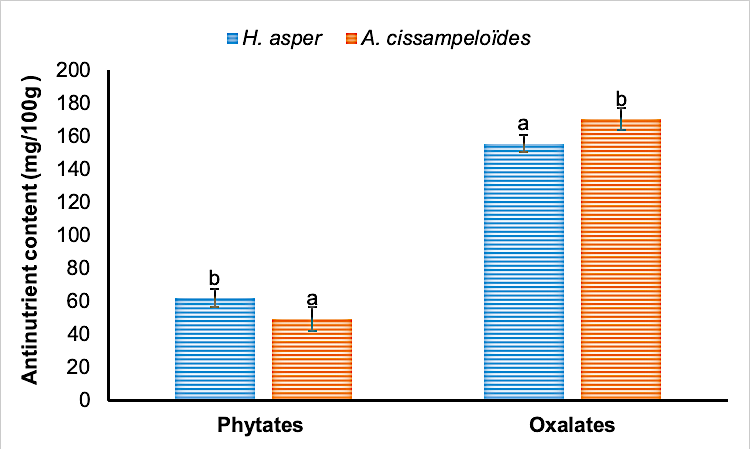 H. asper A. cissampeloïdes
200
180
160
140
120
100
80
60
40
20
0
Antinutrient content (mg/100g )
b
a
a
b
Phytates Oxalates